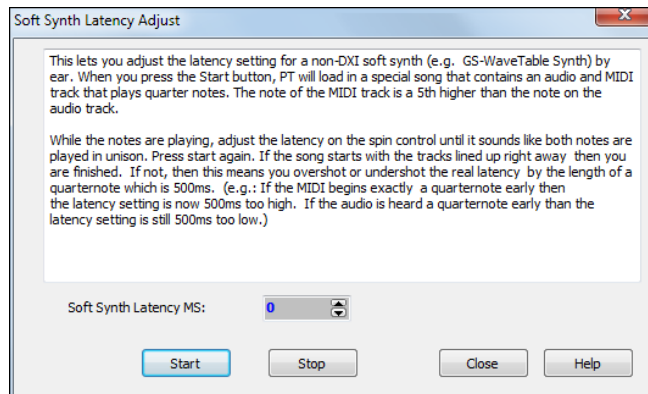 Soft Synth Latency Adjust
This lets you adjust the latency setting for a non-DXI soft synth (e.g. GS-WaveTable Synth) by
ear. When you press the Start button, PT will load in a special song that contains an audio and MIDI
track that plays quarter notes. The note of the MIDI track is a 5th higher than the note on the
audio track.
While the notes are playing, adjust the latency on the spin control until it sounds like both notes are
played in unison. Press start again. If the song starts with the tracks lined up right away then you
are finished. If not, then this means you overshot or undershot the real latency by the length of a
quarternote which is 500ms. (e.g.: If the MIDI begins exactly a quarternote early then
the latency setting is now 500ms too high. If the audio is heard a quarternote early than the
latency setting is still 500ms too low.)
Soft Synth Latency MS: 0
Start Stop Close Help